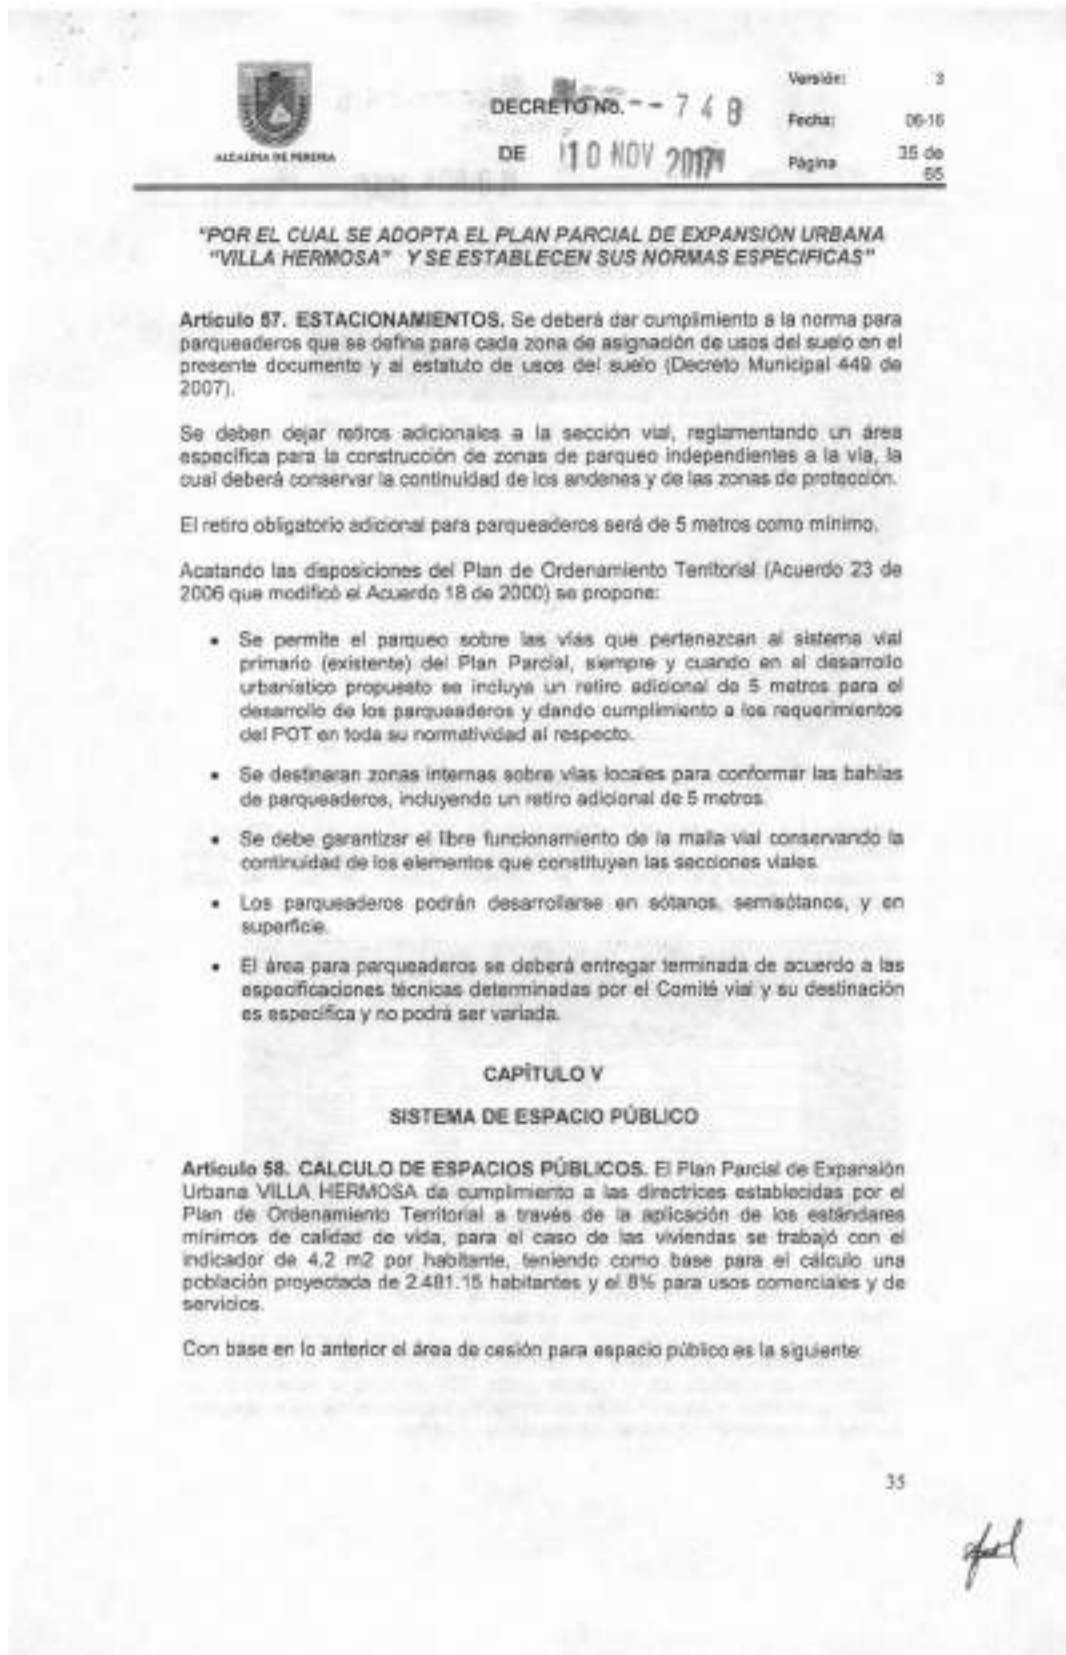 ALCALDIA DE PEREIRA
DECRETO No. -- 748
DE 10 NOV 2017
Versión: 3
Fecha: 06-16
Página 35 de
65
"POR EL CUAL SE ADOPTA EL PLAN PARCIAL DE EXPANSIÓN URBANA
"VILLA HERMOSA" Y SE ESTABLECEN SUS NORMAS ESPECIFICAS"
Artículo 57. ESTACIONAMIENTOS. Se deberá dar cumplimiento a la norma para
parqueaderos que se defina para cada zona de asignación de usos del suelo en el
presente documento y al estatuto de usos del suelo (Decreto Municipal 449 de
2007).
Se deben dejar retiros adicionales a la sección vial, reglamentando un área
específica para la construcción de zonas de parqueo independientes a la vía, la
cual deberá conservar la continuidad de los andenes y de las zonas de protección.
El retiro obligatorio adicional para parqueaderos será de 5 metros como mínimo.
Acatando las disposiciones del Plan de Ordenamiento Territorial (Acuerdo 23 de
2006 que modificó el Acuerdo 18 de 2000) se propone:
• Se permite el parqueo sobre las vías que pertenezcan al sistema vial
primario (existente) del Plan Parcial, siempre y cuando en el desarrollo
urbanístico propuesto se incluya un retiro adicional de 5 metros para el
desarrollo de los parqueaderos y dando cumplimiento a los requerimientos
del POT en toda su normatividad al respecto.
• Se destinaran zonas internas sobre vías locales para conformar las bahías
de parqueaderos, incluyendo un retiro adicional de 5 metros.
• Se debe garantizar el libre funcionamiento de la malla vial conservando la
continuidad de los elementos que constituyen las secciones viales.
• Los parqueaderos podrán desarrollarse en sótanos, semisótanos, y en
superficie.
• El área para parqueaderos se deberá entregar terminada de acuerdo a las
especificaciones técnicas determinadas por el Comité vial y su destinación
es específica y no podrá ser variada.
CAPÍTULO V
SISTEMA DE ESPACIO PÚBLICO
Artículo 58. CALCULO DE ESPACIOS PÚBLICOS. El Plan Parcial de Expansión
Urbana VILLA HERMOSA da cumplimiento a las directrices establecidas por el
Plan de Ordenamiento Territorial a través de la aplicación de los estándares
mínimos de calidad de vida, para el caso de las viviendas se trabajó con el
indicador de 4.2 m2 por habitante, teniendo como base para el cálculo una
población proyectada de 2.481.15 habitantes y el 8% para usos comerciales y de
servicios.
Con base en lo anterior el área de cesión para espacio público es la siguiente:
35